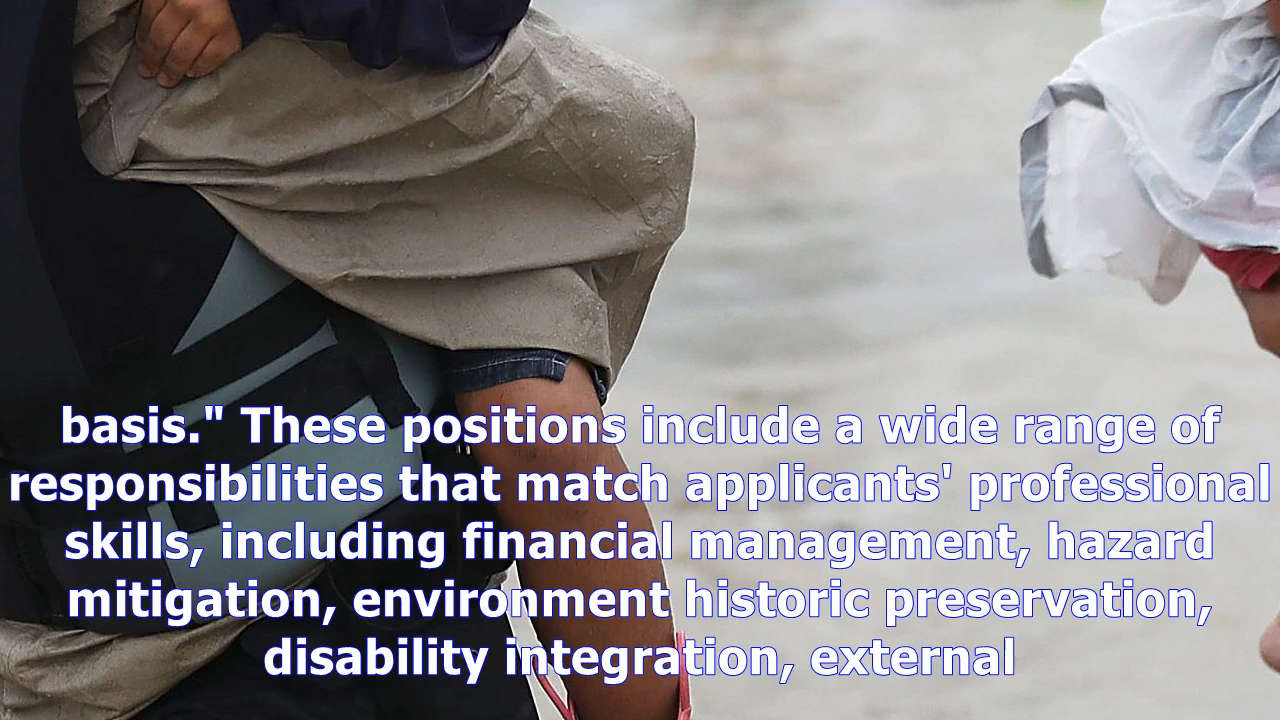 basis." These positions include a wide range of
responsibilities that match applicants' professional
skills, including financial management, hazard
mitigation, environment historic preservation,
disability integration, external